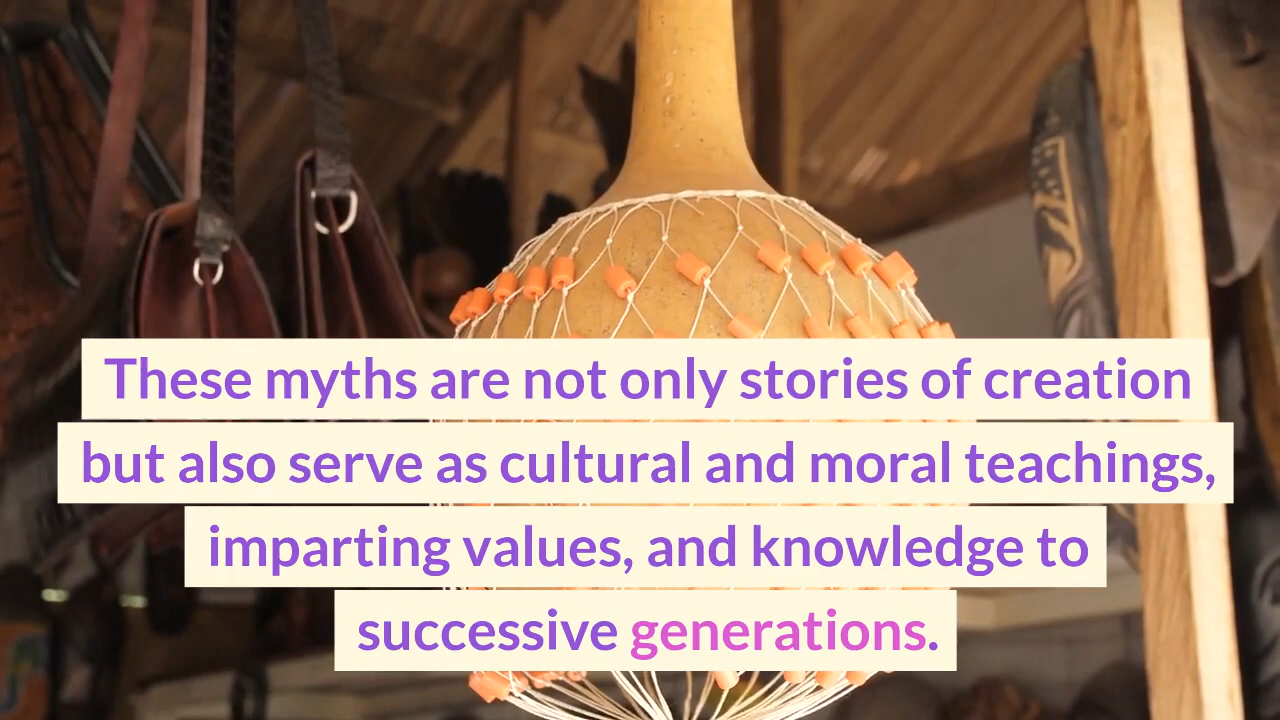 These myths are not only stories of creation
but also serve as cultural and moral teachings,
imparting values, and knowledge to
successive generations.